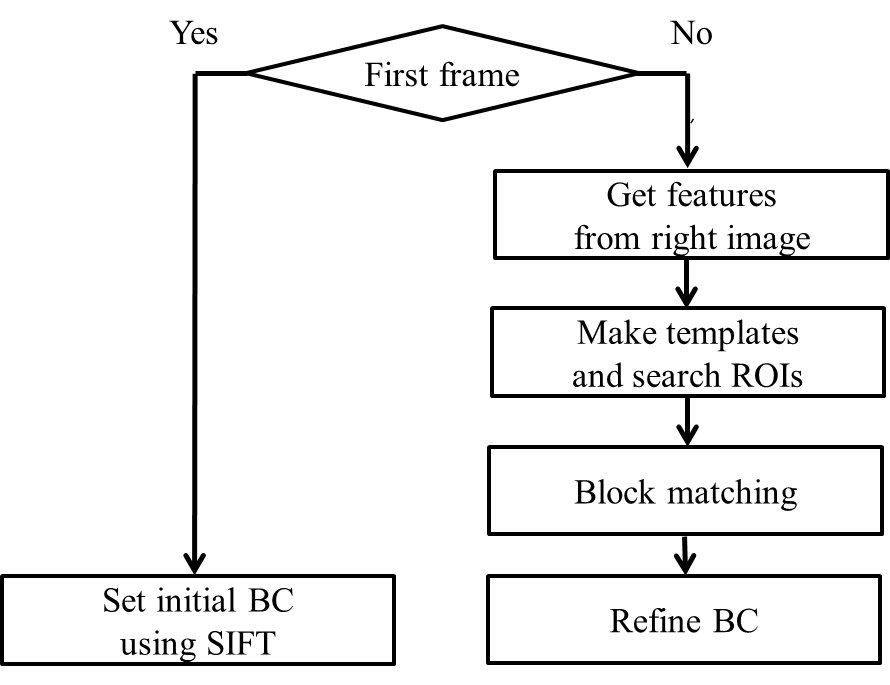 Yes
No
First frame
Get features
from right image
Make templates
and search ROIs
Block matching
Set initial BC
using SIFT
Refine BC